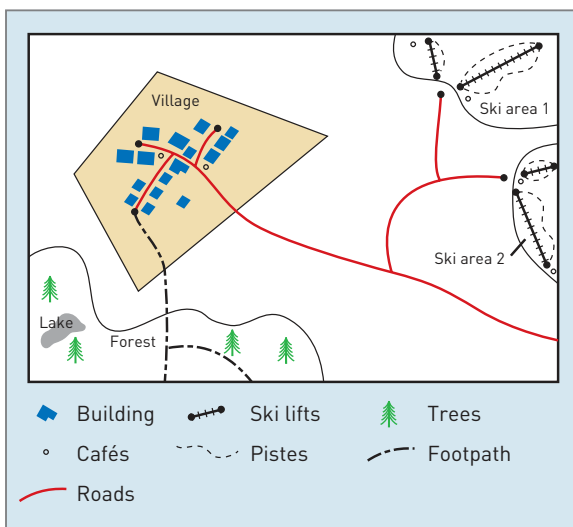 Village
Ski area 1
Ski area 2
Lake
Forest
Building
Ski lifts
Trees
Cafés
Pistes
Footpath
Roads